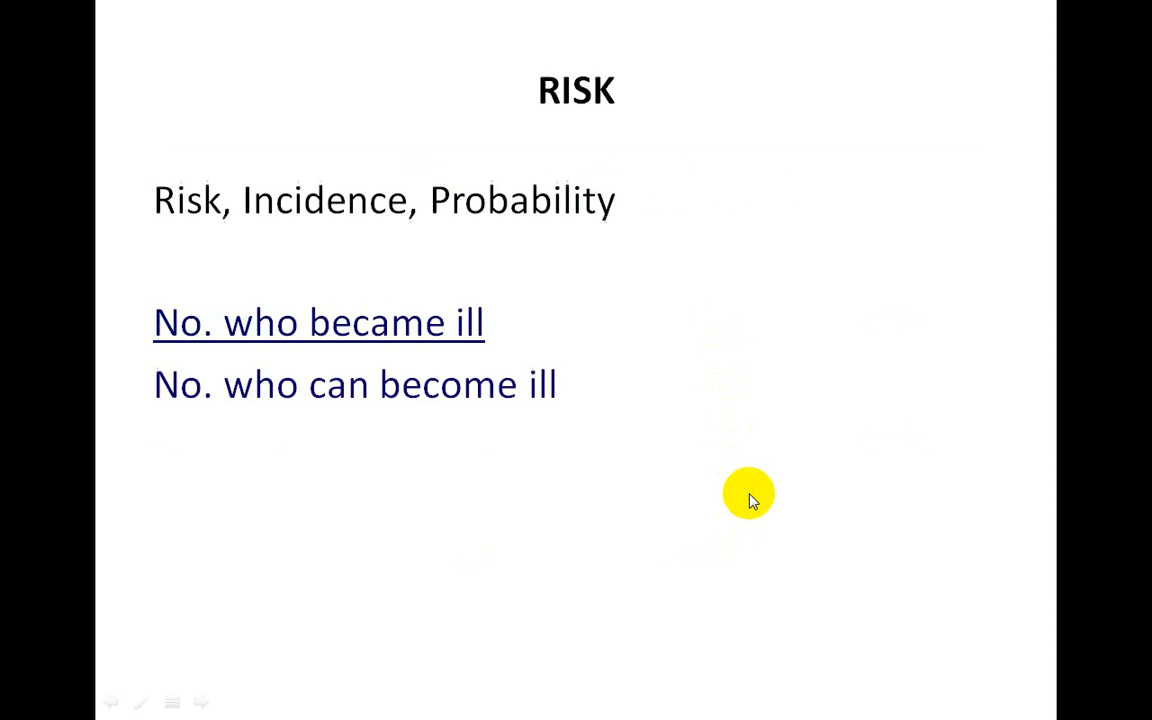 RISK
Risk, Incidence, Probability
No. who became ill
No. who can become ill